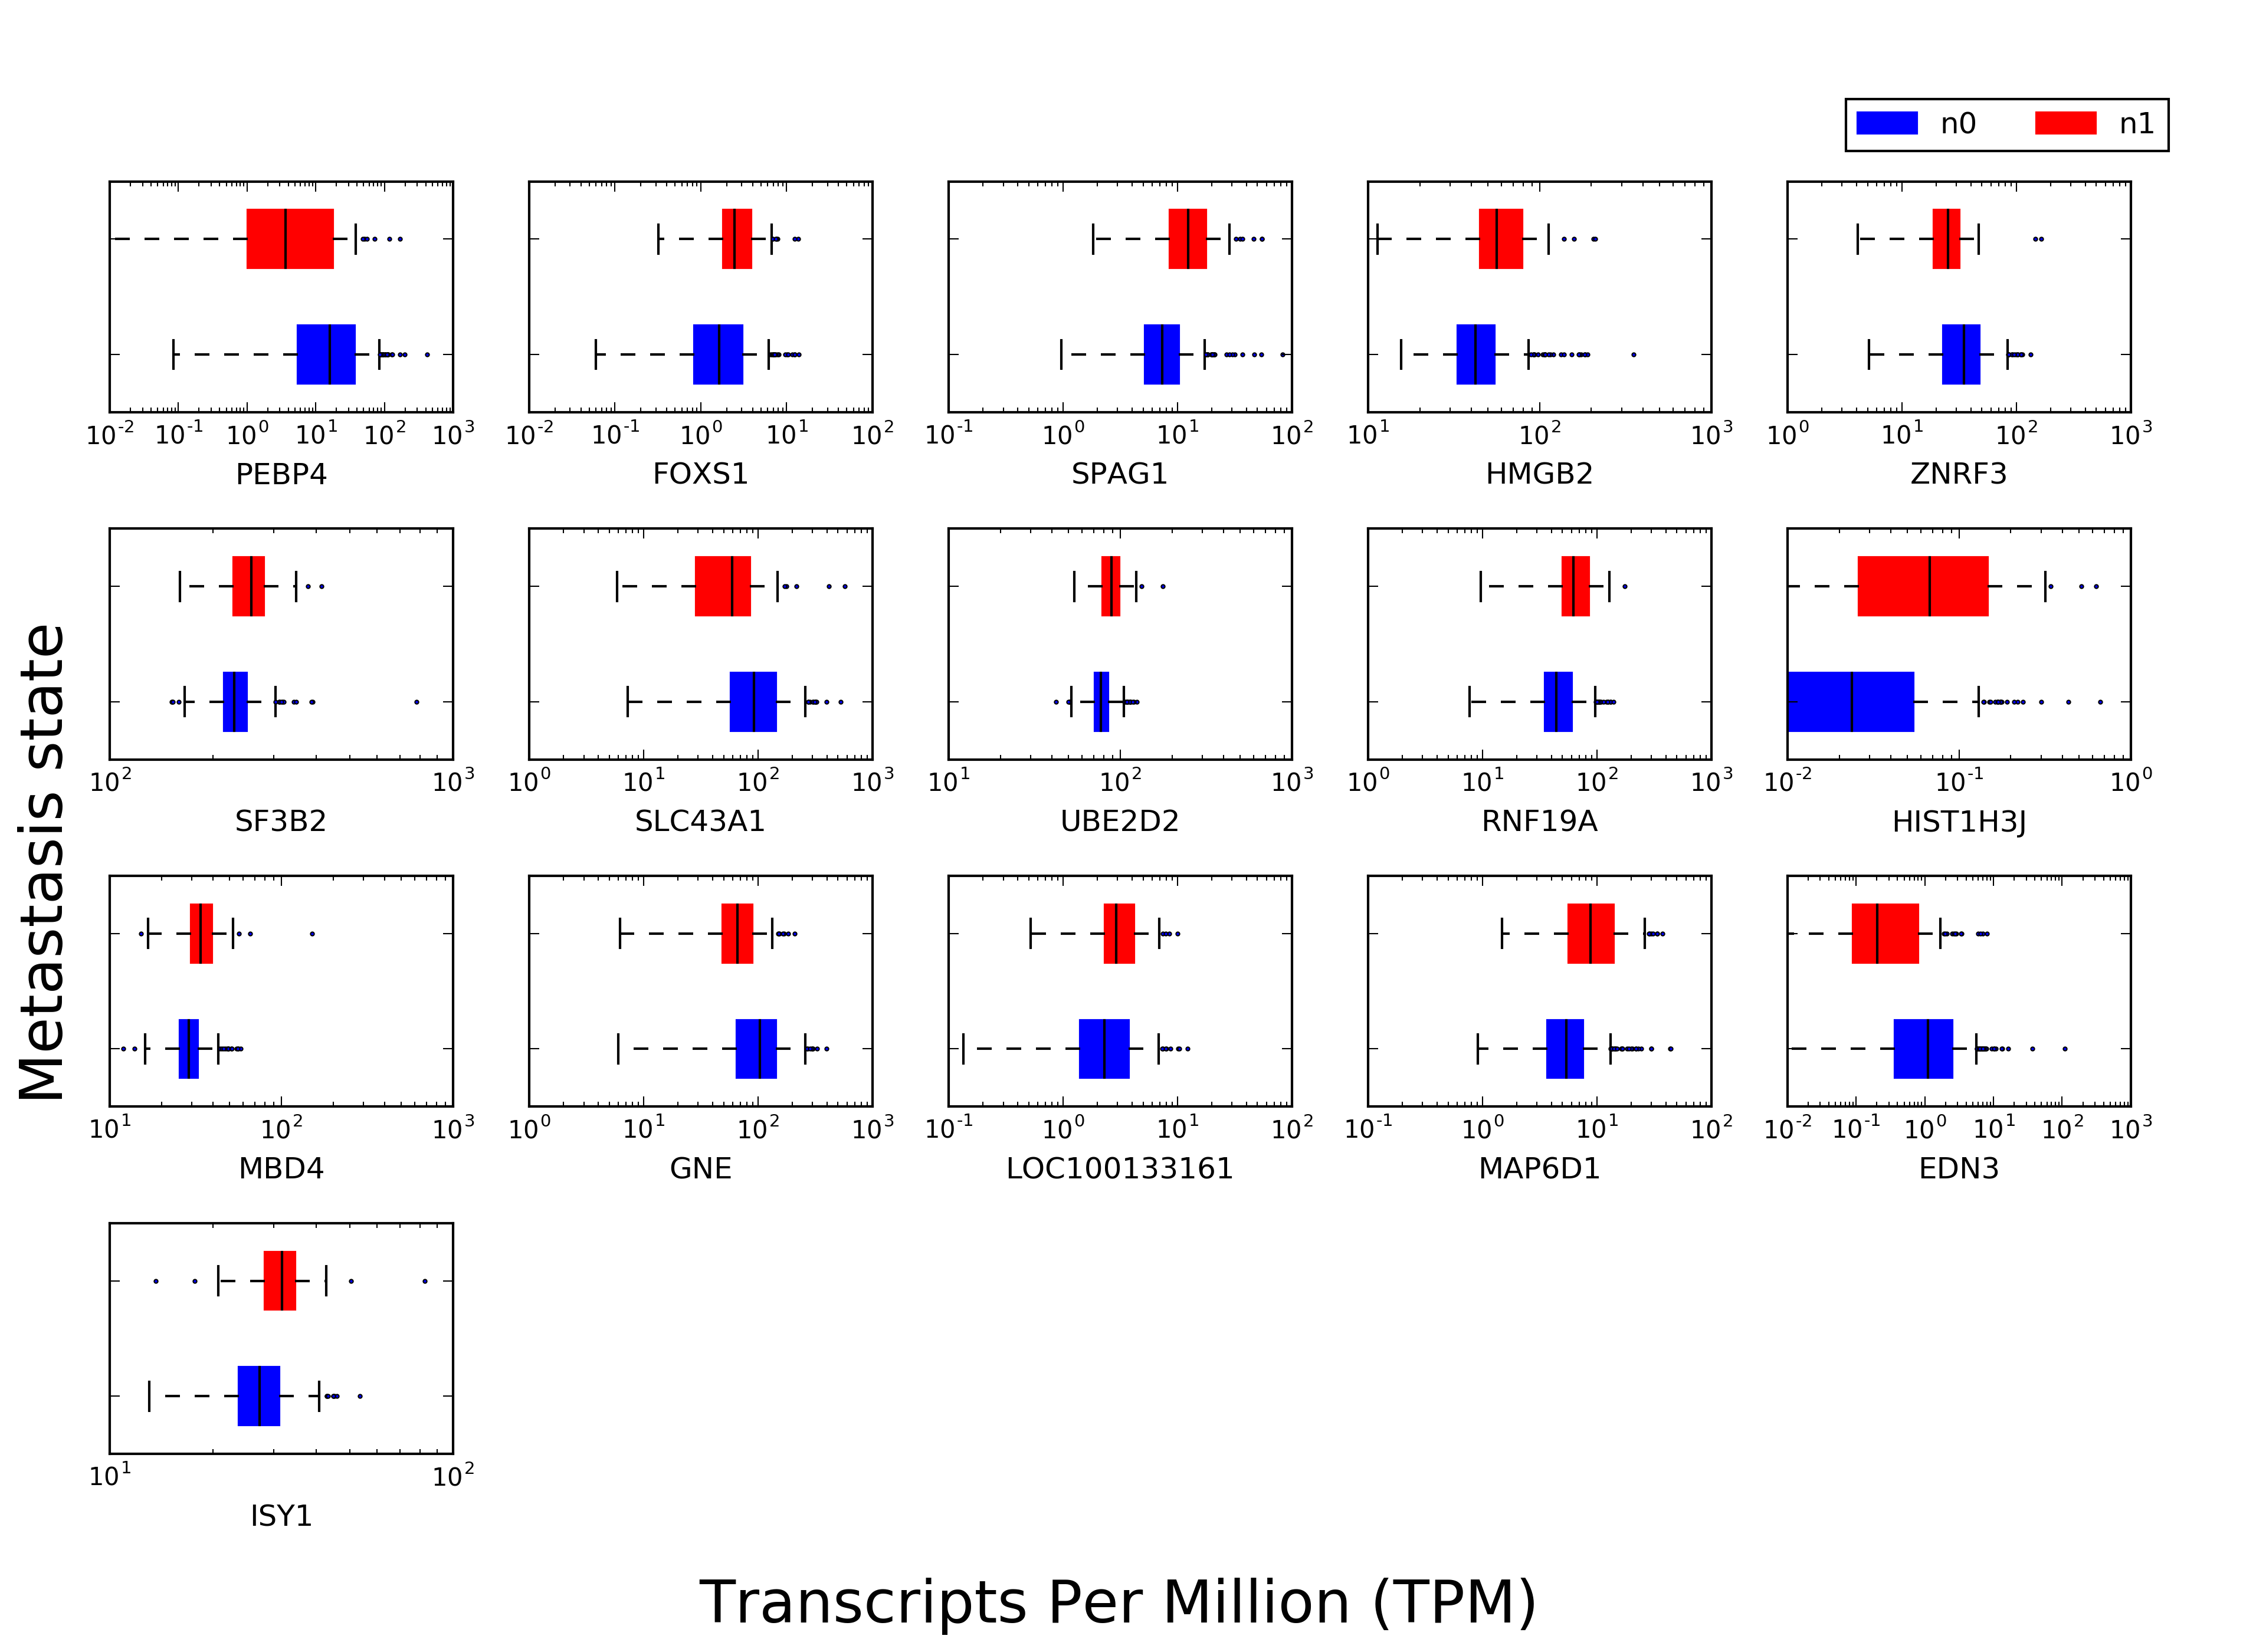 n0 n1
10^-2 10^-1 10^0 10^1 10^2 10^3 10^-2 10^-1 10^0 10^1 10^2 10^-1 10^0 10^1 10^2 10^1 10^2 10^3 10^0 10^1 10^2 10^3
PEBP4 FOXS1 SPAG1 HMGB2 ZNRF3
10^2 10^3 10^0 10^1 10^2 10^3 10^1 10^2 10^3 10^0 10^1 10^2 10^3 10^-2 10^-1 10^0
SF3B2 SLC43A1 UBE2D2 RNF19A HIST1H3J
Metastasis state
10^1 10^2 10^3 10^0 10^1 10^2 10^3 10^-1 10^0 10^1 10^2 10^-1 10^0 10^1 10^2 10^-2 10^-1 10^0 10^1 10^2 10^3
MBD4 GNE LOC100133161 MAP6D1 EDN3
10^1 10^2
ISY1
Transcripts Per Million (TPM)